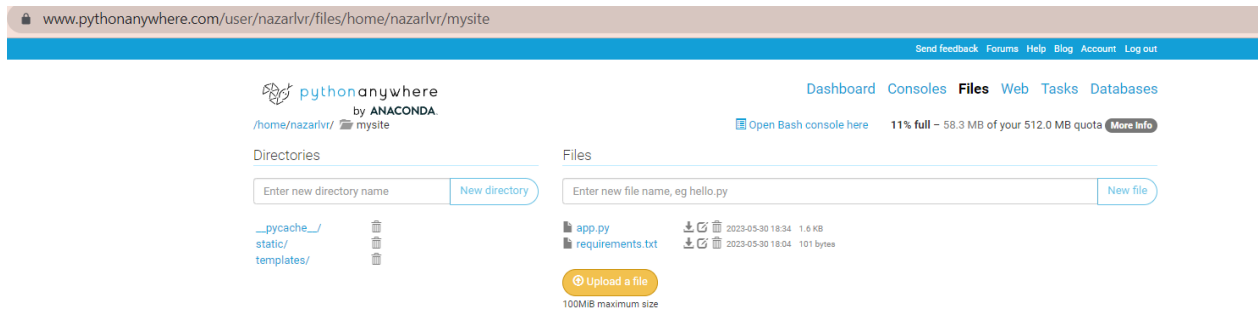 www.pythonanywhere.com/user/nazarlvr/files/home/nazarlvr/mysite
Send feedback Forums Help Blog Account Log out
pythonanywhere
by ANACONDA.
Dashboard Consoles Files Web Tasks Databases
/home/nazarlvr/ mysite
Open Bash console here 11% full – 58.3 MB of your 512.0 MB quota More Info
Directories
Files
Enter new directory name New directory
Enter new file name, eg hello.py New file
__pycache__/
static/
templates/
app.py 2023-05-30 18:34 1.6 KB
requirements.txt 2023-05-30 18:04 101 bytes
Upload a file
100MiB maximum size